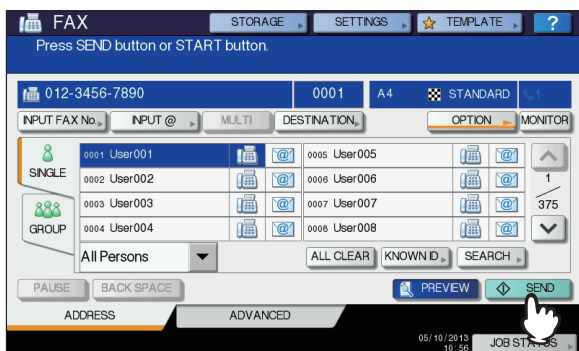 FAX STORAGE SETTINGS TEMPLATE ?
Press SEND button or START button.
012-3456-7890 0001 A4 STANDARD 1
INPUT FAX No. INPUT @ MULTI DESTINATION OPTION MONITOR
SINGLE
0001 User001 @ 0005 User005 @
0002 User002 @ 0006 User006 @
1
0003 User003 @ 0007 User007 @
375
GROUP
0004 User004 @ 0008 User008 @
All Persons ALL CLEAR KNOWN ID SEARCH
PAUSE BACK SPACE PREVIEW SEND
ADDRESS ADVANCED
05/10/2013
10:56
JOB STATUS